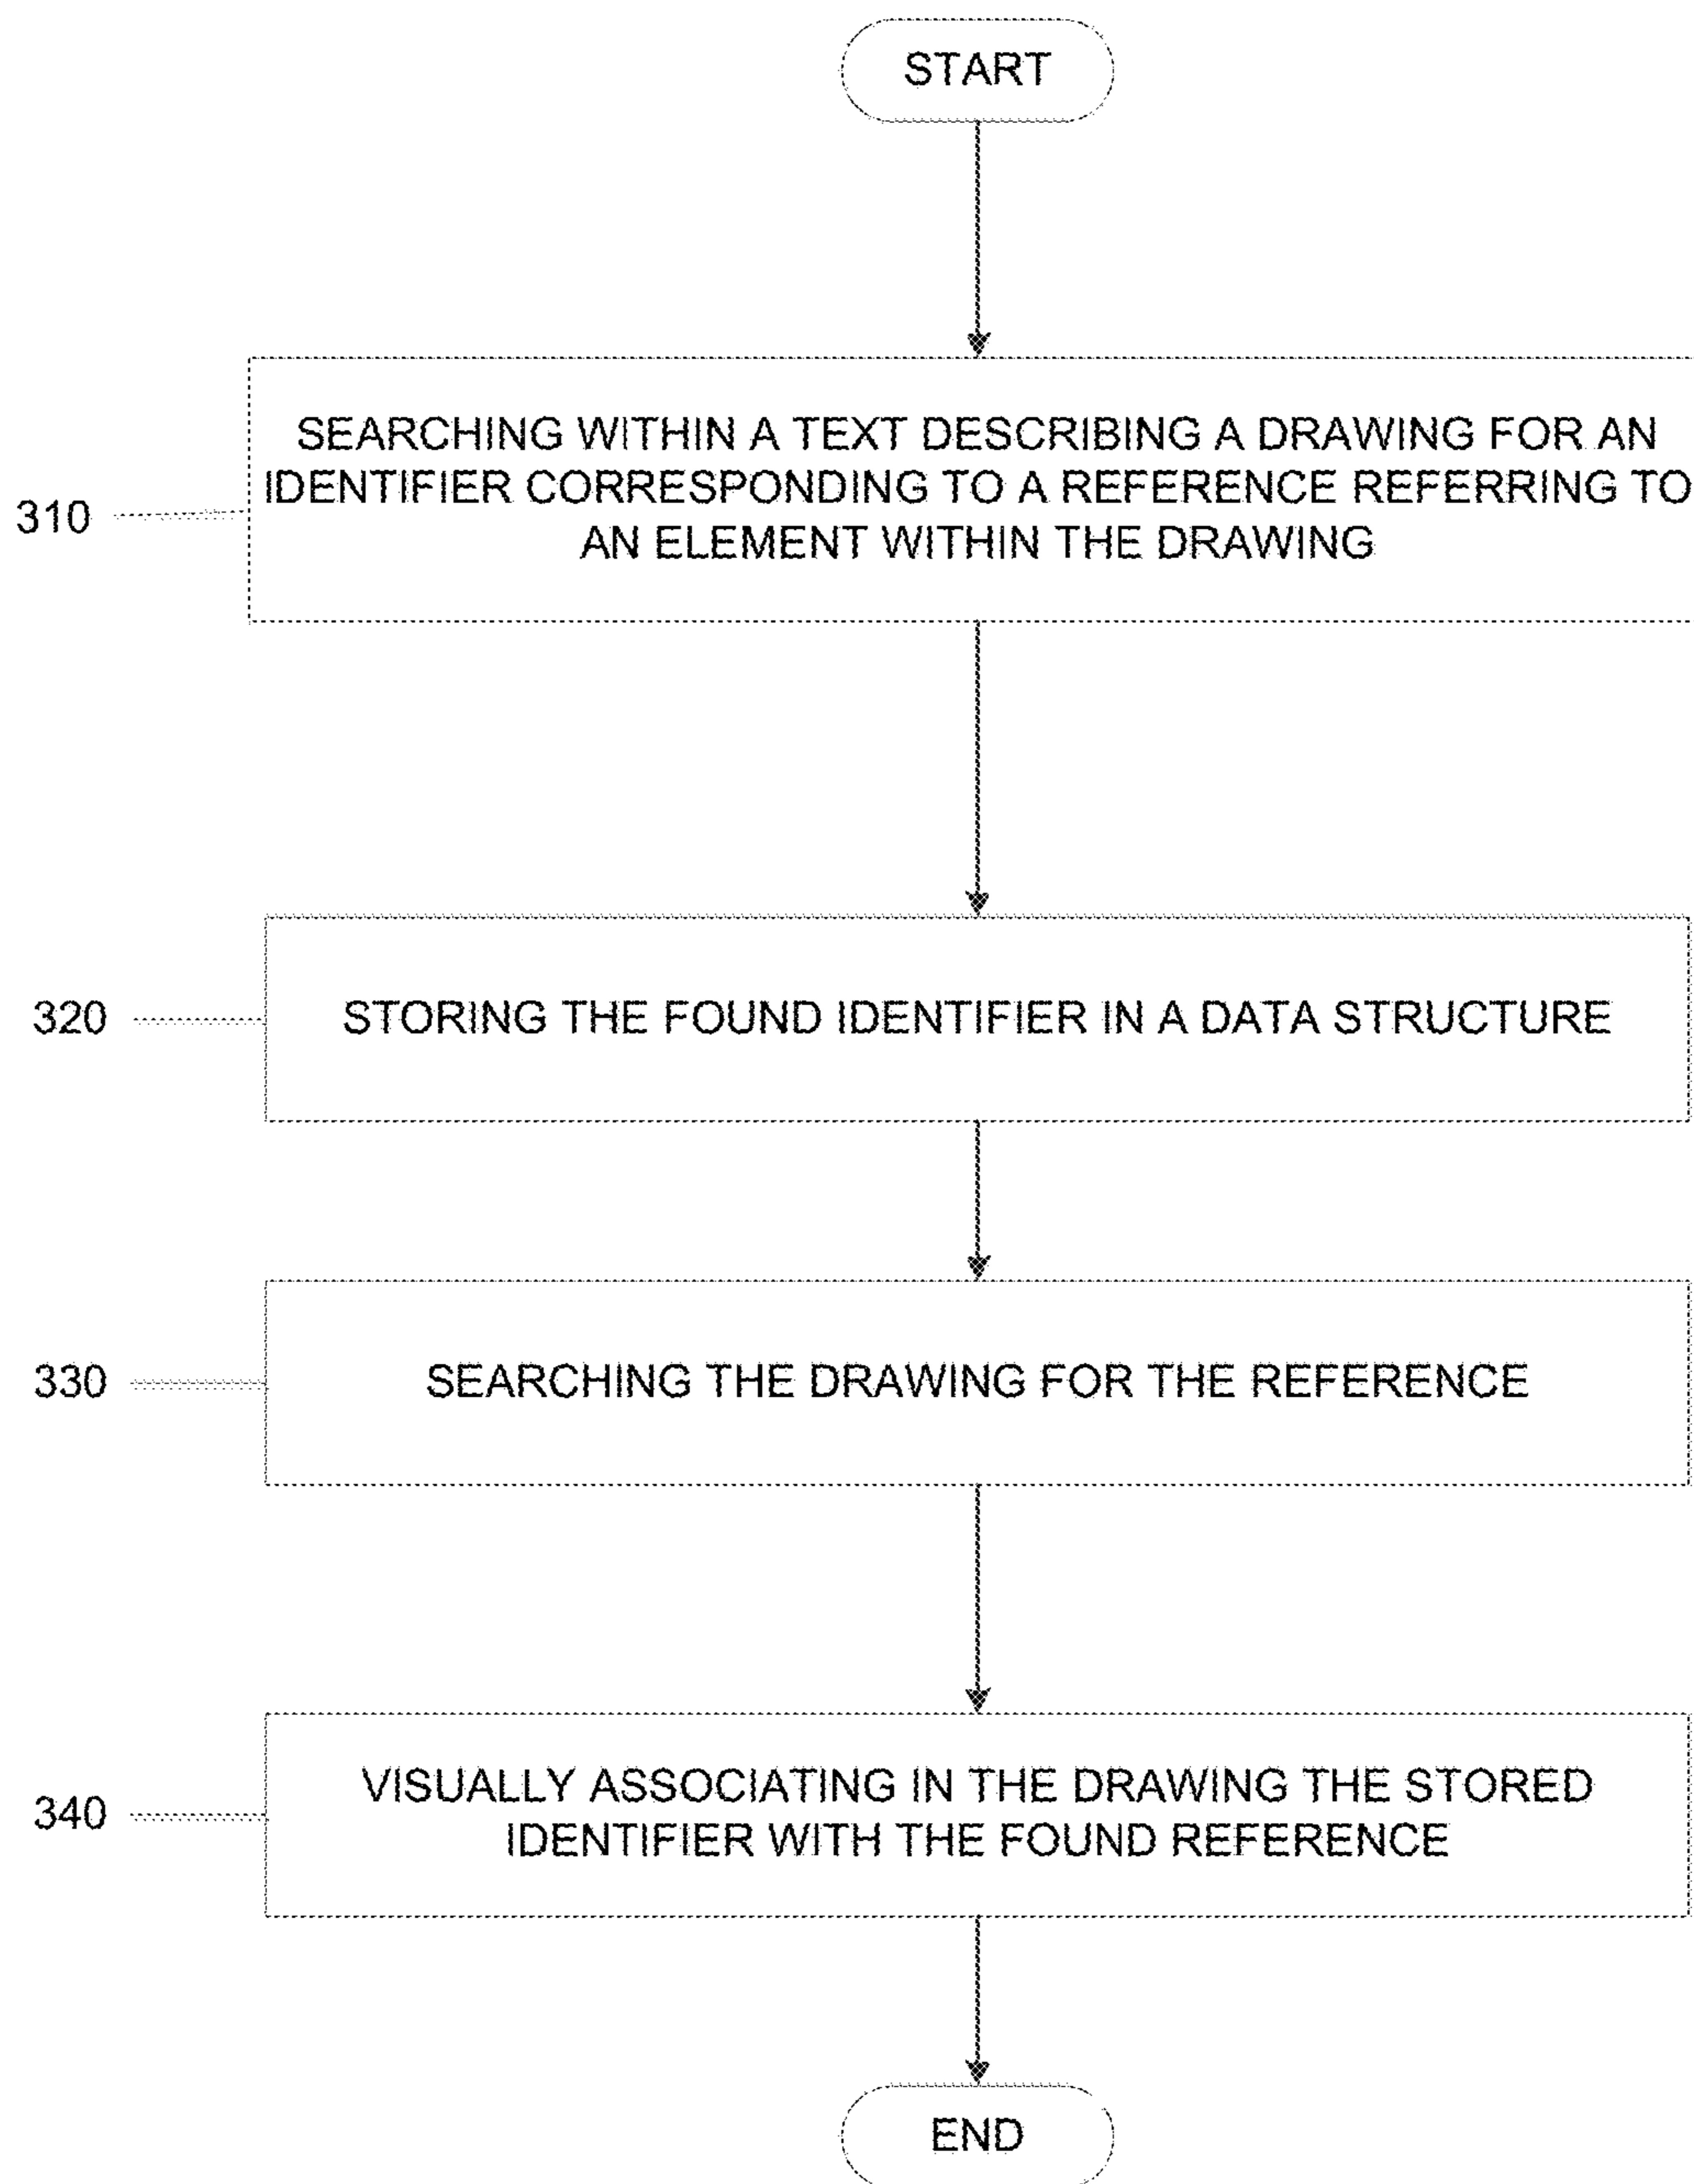 START
SEARCHING WITHIN A TEXT DESCRIBING A DRAWING FOR AN
IDENTIFIER CORRESPONDING TO A REFERENCE REFERRING TO
AN ELEMENT WITHIN THE DRAWING
310
320
STORING THE FOUND IDENTIFIER IN A DATA STRUCTURE
330
SEARCHING THE DRAWING FOR THE REFERENCE
340
VISUALLY ASSOCIATING IN THE DRAWING THE STORED
IDENTIFIER WITH THE FOUND REFERENCE
END